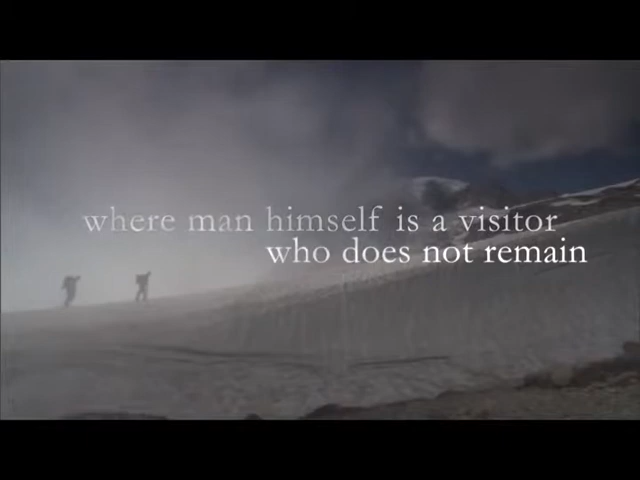 where man himself is a visitor
who does not remain